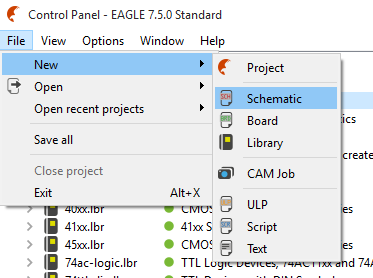 Control Panel - EAGLE 7.5.0 Standard
File View Options Window Help
New
Open
Open recent projects
Save all
Close project
Exit Alt+X
Project
Schematic
Board
Library
CAM Job
ULP
Script
Text
tics
create
40xx.lbr CMOS
41xx.lbr 41xx S
45xx.lbr CMOS
74ac-logic.lbr TTL Logic Devices, 74AC11xx and 74A